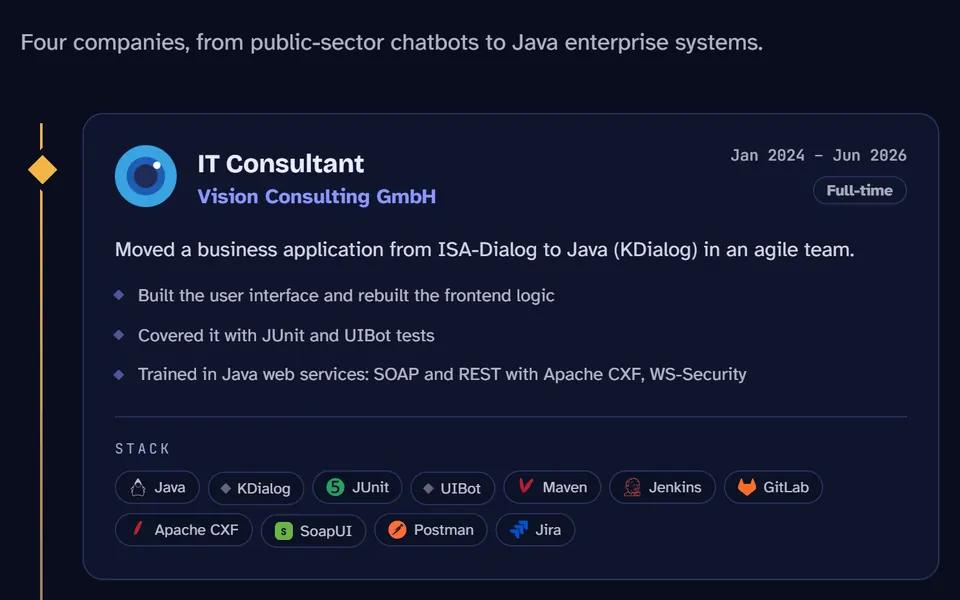 Four companies, from public-sector chatbots to Java enterprise systems.
IT Consultant
Vision Consulting GmbH
Jan 2024 – Jun 2026
Full-time
Moved a business application from ISA-Dialog to Java (KDialog) in an agile team.
Built the user interface and rebuilt the frontend logic
Covered it with JUnit and UIBot tests
Trained in Java web services: SOAP and REST with Apache CXF, WS-Security
STACK
Java KDialog 5 JUnit UIBot Maven Jenkins GitLab
Apache CXF S SoapUI Postman Jira